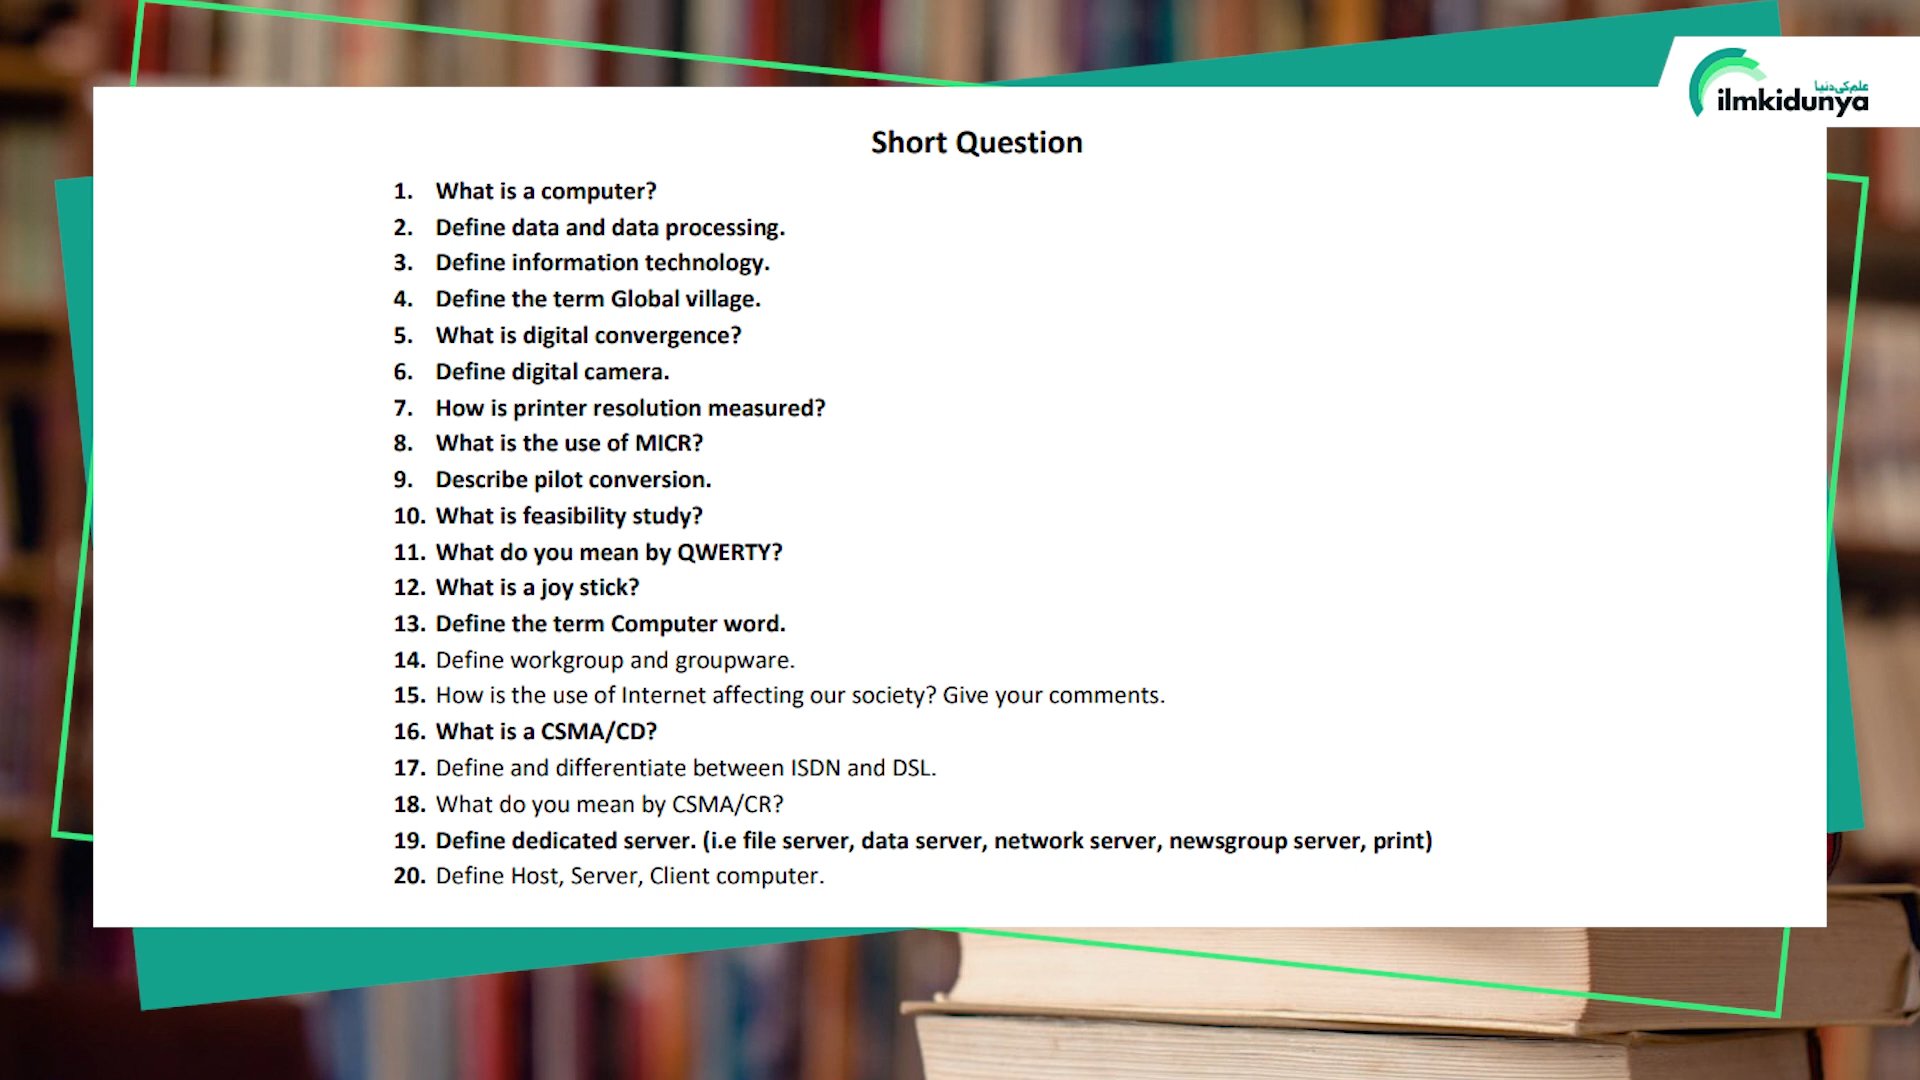 علم کی دنیا
ilmkidunya
Short Question
1. What is a computer?
2. Define data and data processing.
3. Define information technology.
4. Define the term Global village.
5. What is digital convergence?
6. Define digital camera.
7. How is printer resolution measured?
8. What is the use of MICR?
9. Describe pilot conversion.
10. What is feasibility study?
11. What do you mean by QWERTY?
12. What is a joy stick?
13. Define the term Computer word.
14. Define workgroup and groupware.
15. How is the use of Internet affecting our society? Give your comments.
16. What is a CSMA/CD?
17. Define and differentiate between ISDN and DSL.
18. What do you mean by CSMA/CR?
19. Define dedicated server. (i.e file server, data server, network server, newsgroup server, print)
20. Define Host, Server, Client computer.